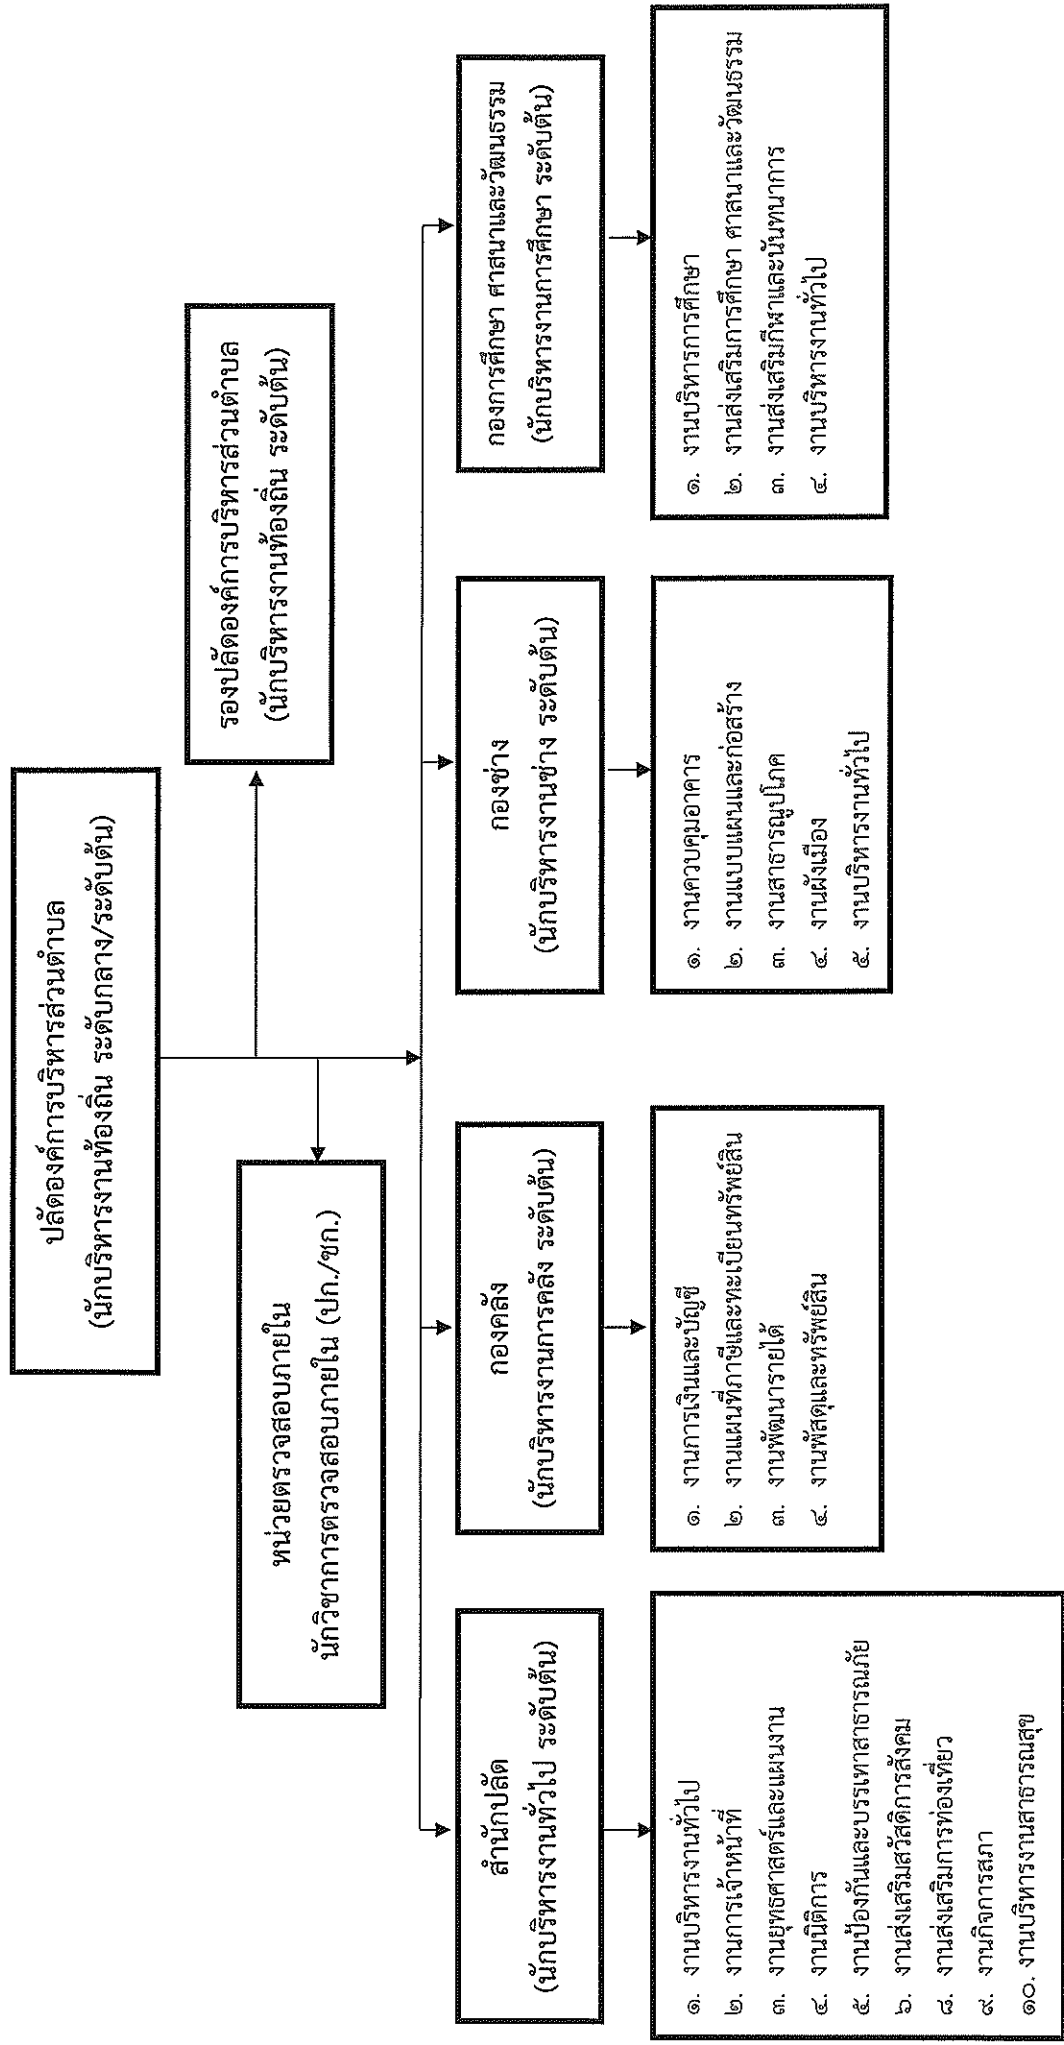 ปลัดองค์การบริหารส่วนตำบล
(นักบริหารงานท้องถิ่น ระดับกลาง/ระดับต้น)
รองปลัดองค์การบริหารส่วนตำบล
(นักบริหารงานท้องถิ่น ระดับต้น)
หน่วยตรวจสอบภายใน
นักวิชาการตรวจสอบภายใน (ปก./ชก.)
สำนักปลัด
(นักบริหารงานทั่วไป ระดับต้น)
๑. งานบริหารงานทั่วไป
๒. งานการเจ้าหน้าที่
๓. งานยุทธศาสตร์และแผนงาน
๔. งานนิติการ
๕. งานป้องกันและบรรเทาสาธารณภัย
๖. งานส่งเสริมสวัสดิการสังคม
๘. งานส่งเสริมการท่องเที่ยว
๙. งานกิจการสภา
๑๐. งานบริหารงานสาธารณสุข
กองคลัง
(นักบริหารงานการคลัง ระดับต้น)
๑. งานการเงินและบัญชี
๒. งานแผนที่ภาษีและทะเบียนทรัพย์สิน
๓. งานพัฒนารายได้
๔. งานพัสดุและทรัพย์สิน
กองช่าง
(นักบริหารงานช่าง ระดับต้น)
๑. งานควบคุมอาคาร
๒. งานแบบแผนและก่อสร้าง
๓. งานสาธารณูปโภค
๔. งานผังเมือง
๕. งานบริหารงานทั่วไป
กองการศึกษา ศาสนาและวัฒนธรรม
(นักบริหารงานการศึกษา ระดับต้น)
๑. งานบริหารการศึกษา
๒. งานส่งเสริมการศึกษา ศาสนาและวัฒนธรรม
๓. งานส่งเสริมกีฬาและนันทนาการ
๔. งานบริหารงานทั่วไป